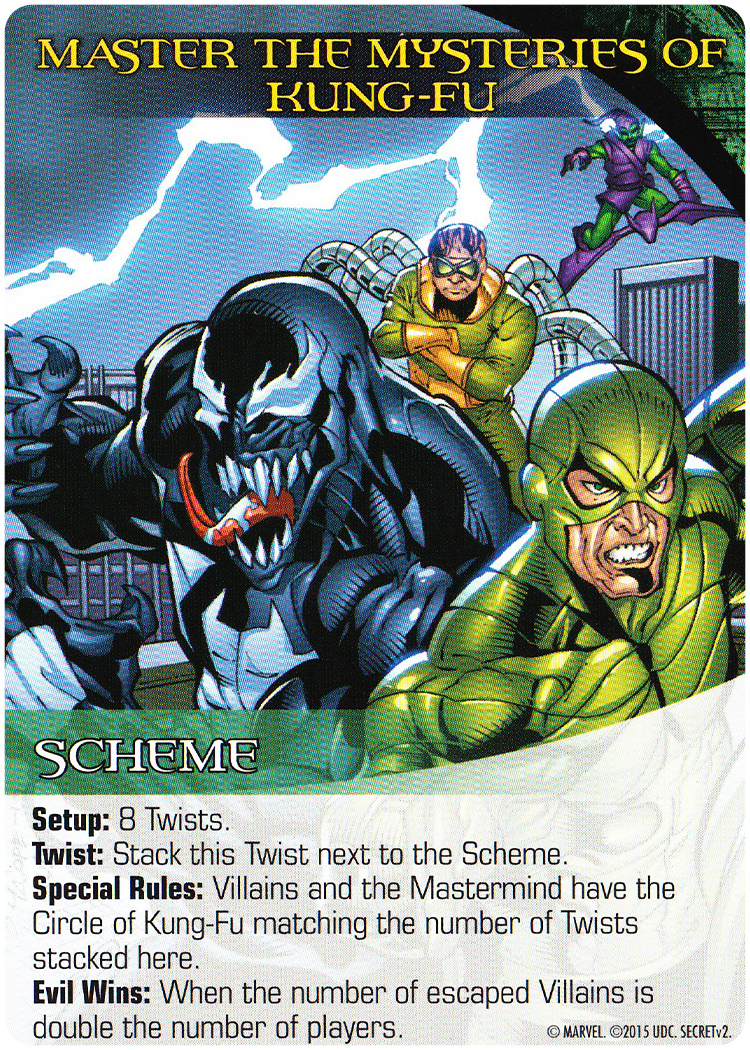 MASTER THE MYSTERIES OF
KUNG-FU
SCHEME
Setup: 8 Twists.
Twist: Stack this Twist next to the Scheme.
Special Rules: Villains and the Mastermind have the
Circle of Kung-Fu matching the number of Twists
stacked here.
Evil Wins: When the number of escaped Villains is
double the number of players.
© MARVEL. ©2015 UDC. SECRETv2.